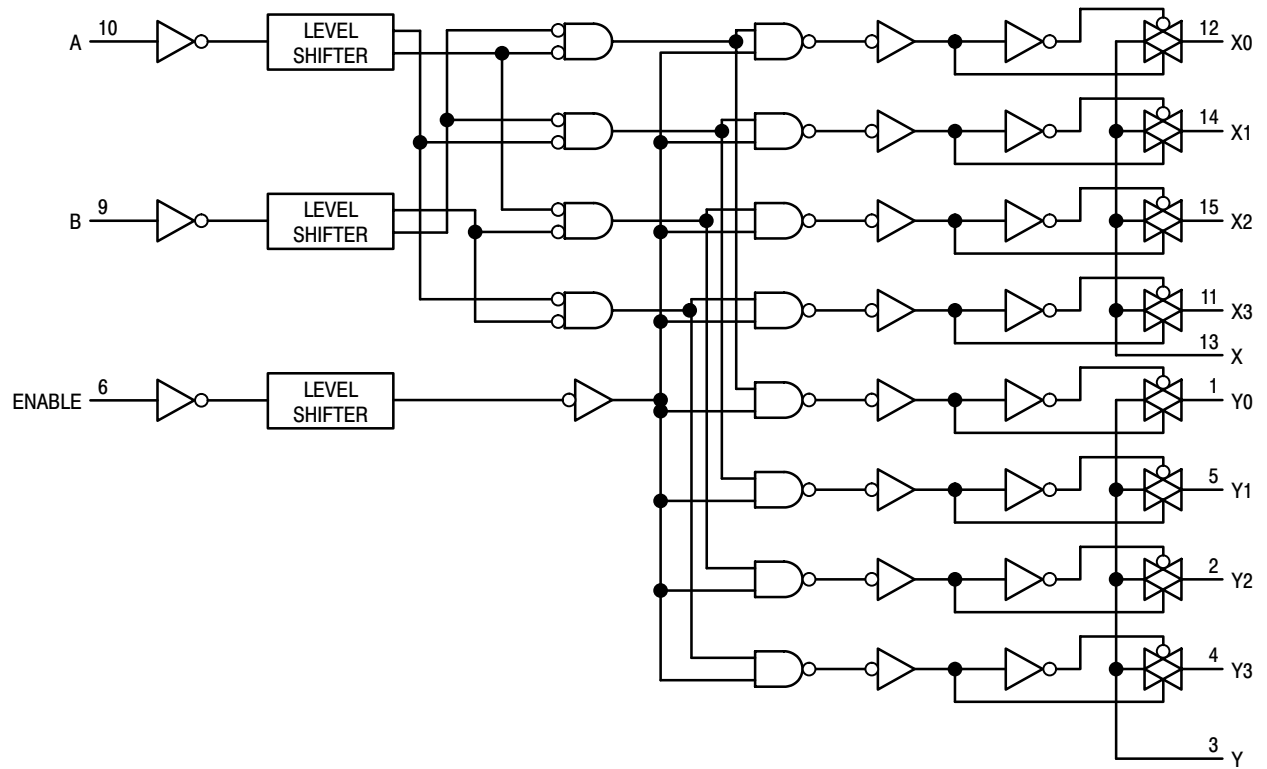 A 10 LEVEL SHIFTER 12 X0
14 X1
B 9 LEVEL SHIFTER 15 X2
11 X3
13 X
ENABLE 6 LEVEL SHIFTER 1 Y0
5 Y1
2 Y2
4 Y3
3 Y